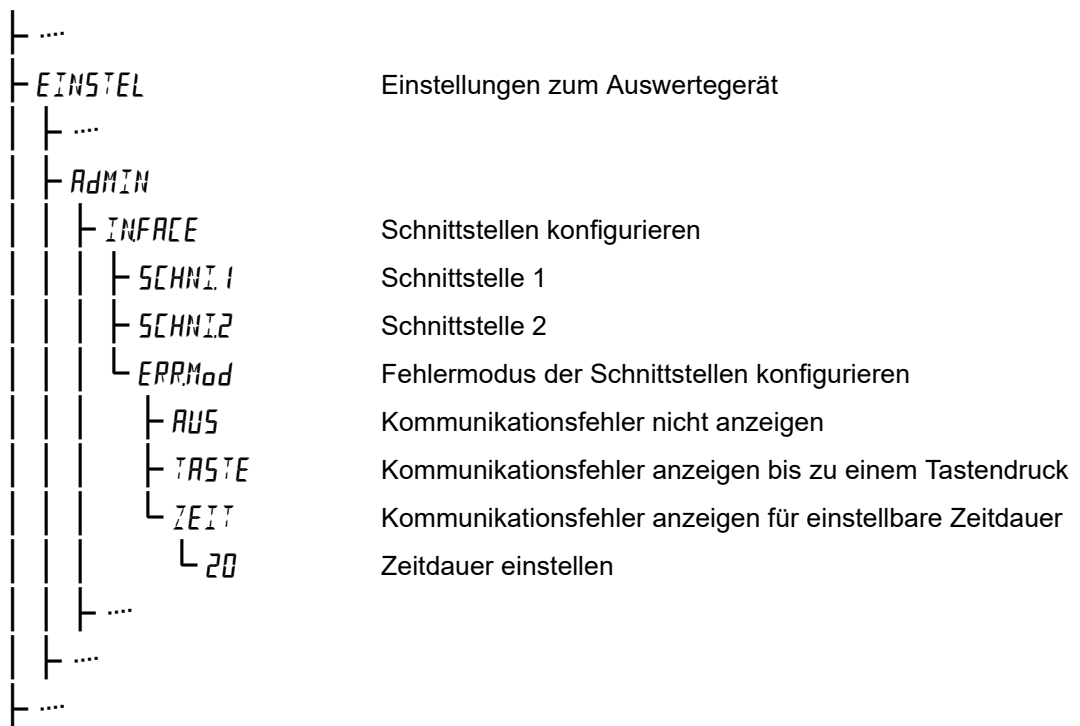 ....
EINSTEL Einstellungen zum Auswertegerät
....
AdMIN
IN.FACE Schnittstellen konfigurieren
SCHNI.1 Schnittstelle 1
SCHNI.2 Schnittstelle 2
ERR.Mod Fehlermodus der Schnittstellen konfigurieren
AUS Kommunikationsfehler nicht anzeigen
TASTE Kommunikationsfehler anzeigen bis zu einem Tastendruck
ZEIT Kommunikationsfehler anzeigen für einstellbare Zeitdauer
20 Zeitdauer einstellen
....
....
....